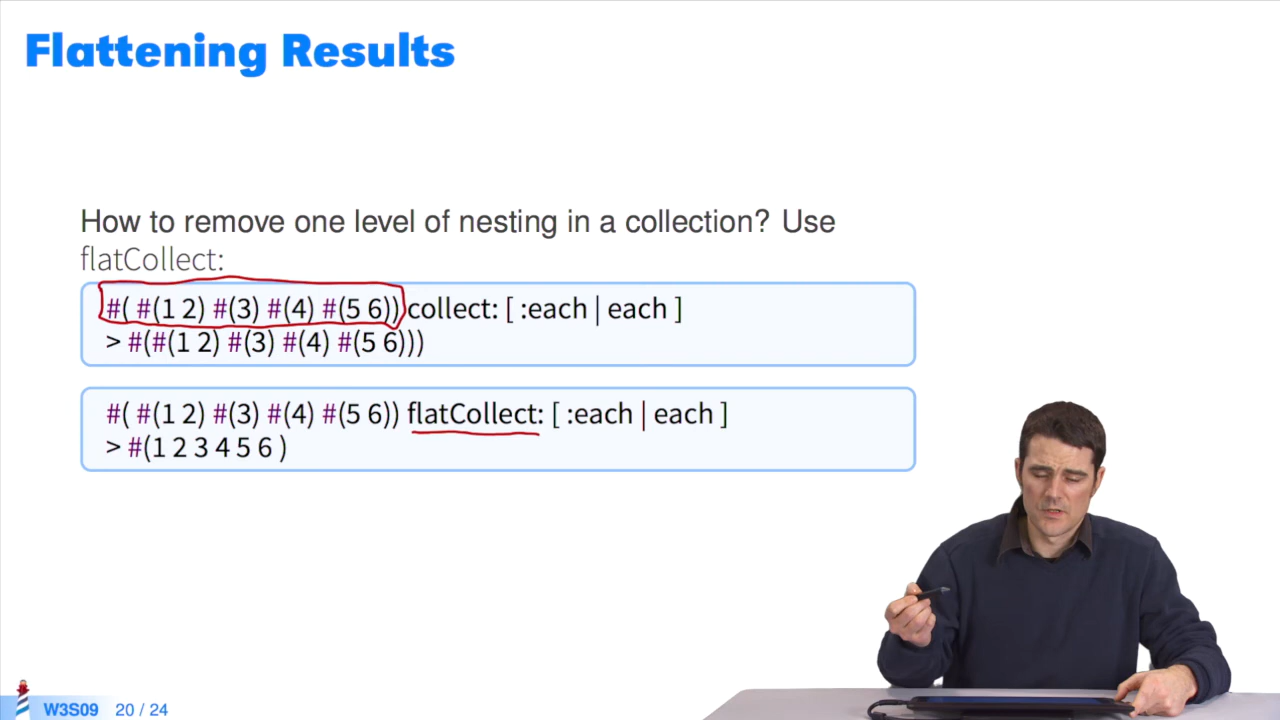 Flattening Results
How to remove one level of nesting in a collection? Use
flatCollect:
#( #(1 2) #(3) #(4) #(5 6)) collect: [ :each | each ]
> #(#(1 2) #(3) #(4) #(5 6)))
#( #(1 2) #(3) #(4) #(5 6)) flatCollect: [ :each | each ]
> #(1 2 3 4 5 6 )
W3S09 20 / 24